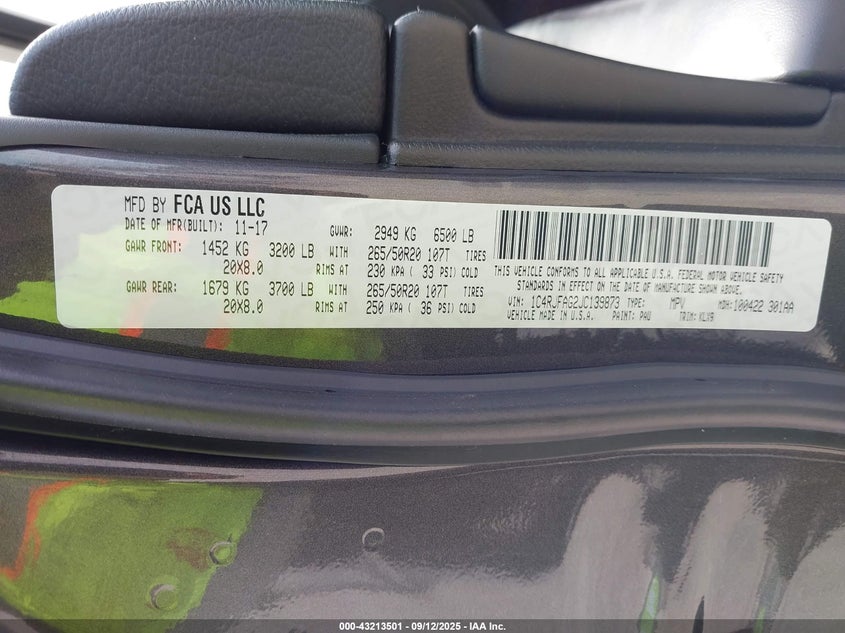 MFD BY FCA US LLC
DATE OF MFR(BUILT): 11-17 GVWR: 2949 KG 6500 LB
GAWR FRONT: 1452 KG 3200 LB WITH 265/50R20 107T TIRES
20X8.0 RIMS AT 230 KPA ( 33 PSI) COLD
GAWR REAR: 1679 KG 3700 LB WITH 265/50R20 107T TIRES
20X8.0 RIMS AT 250 KPA ( 36 PSI) COLD
THIS VEHICLE CONFORMS TO ALL APPLICABLE U.S.A. FEDERAL MOTOR VEHICLE SAFETY
STANDARDS IN EFFECT ON THE DATE OF MANUFACTURE SHOWN ABOVE.
VIN: 1C4RJFAG2JC139873 TYPE: MPV MDH: 100422 301AA
VEHICLE MADE IN U.S.A. PAINT: PAU TRIM: KLX9
000-43213501 - 09/12/2025 - IAA Inc.